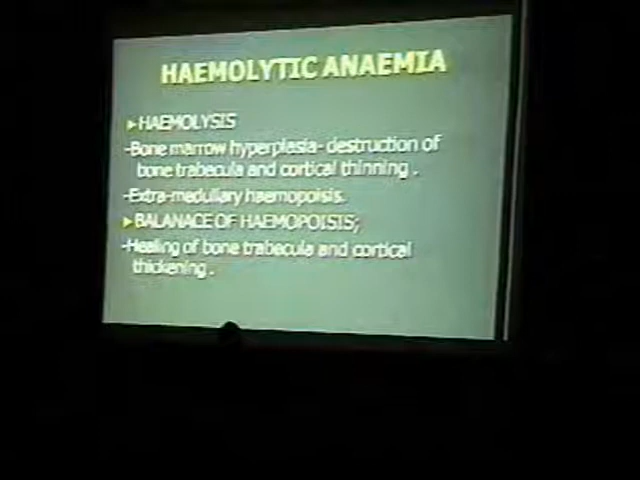 HAEMOLYTIC ANAEMIA
►HAEMOLYSIS
-Bone marrow hyperplasia- destruction of
bone trabecula and cortical thinning .
-Extra-medullary haemopoisis.
►BALANACE OF HAEMOPOISIS;
-Healing of bone trabecula and cortical
thickening .